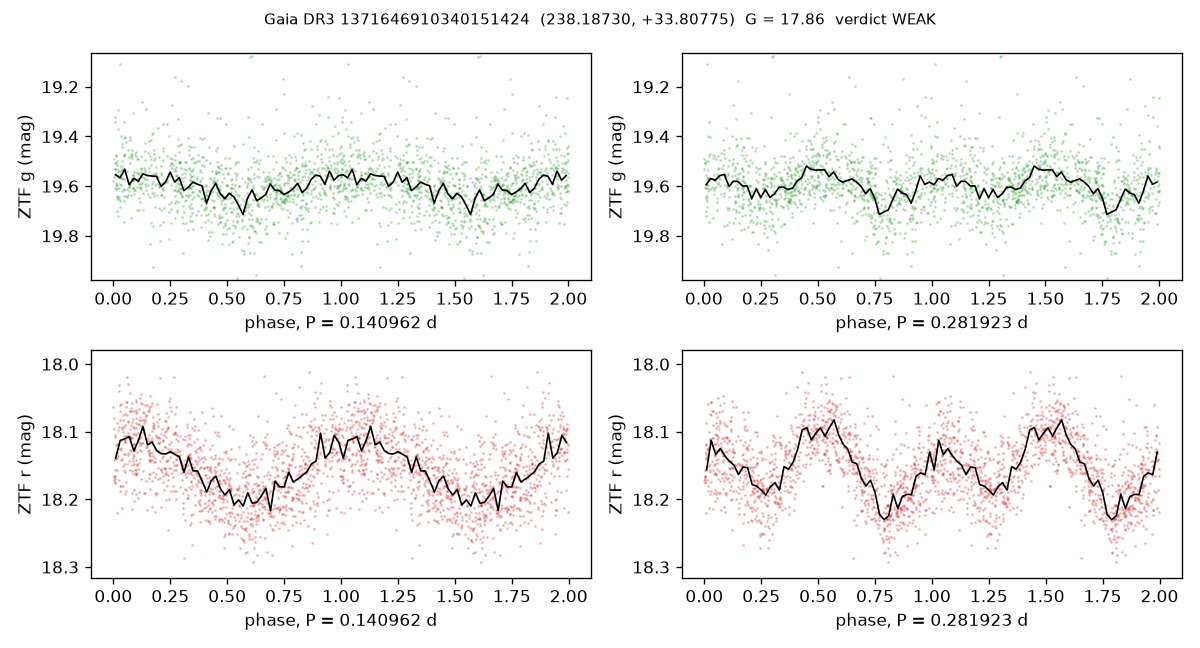 Gaia DR3 1371646910340151424 (238.18730, +33.80775) G = 17.86 verdict WEAK
ZTF g (mag)
19.2
19.4
19.6
19.8
0.00 0.25 0.50 0.75 1.00 1.25 1.50 1.75 2.00
phase, P = 0.140962 d
ZTF g (mag)
19.2
19.4
19.6
19.8
0.00 0.25 0.50 0.75 1.00 1.25 1.50 1.75 2.00
phase, P = 0.281923 d
ZTF r (mag)
18.0
18.1
18.2
18.3
0.00 0.25 0.50 0.75 1.00 1.25 1.50 1.75 2.00
phase, P = 0.140962 d
ZTF r (mag)
18.0
18.1
18.2
18.3
0.00 0.25 0.50 0.75 1.00 1.25 1.50 1.75 2.00
phase, P = 0.281923 d